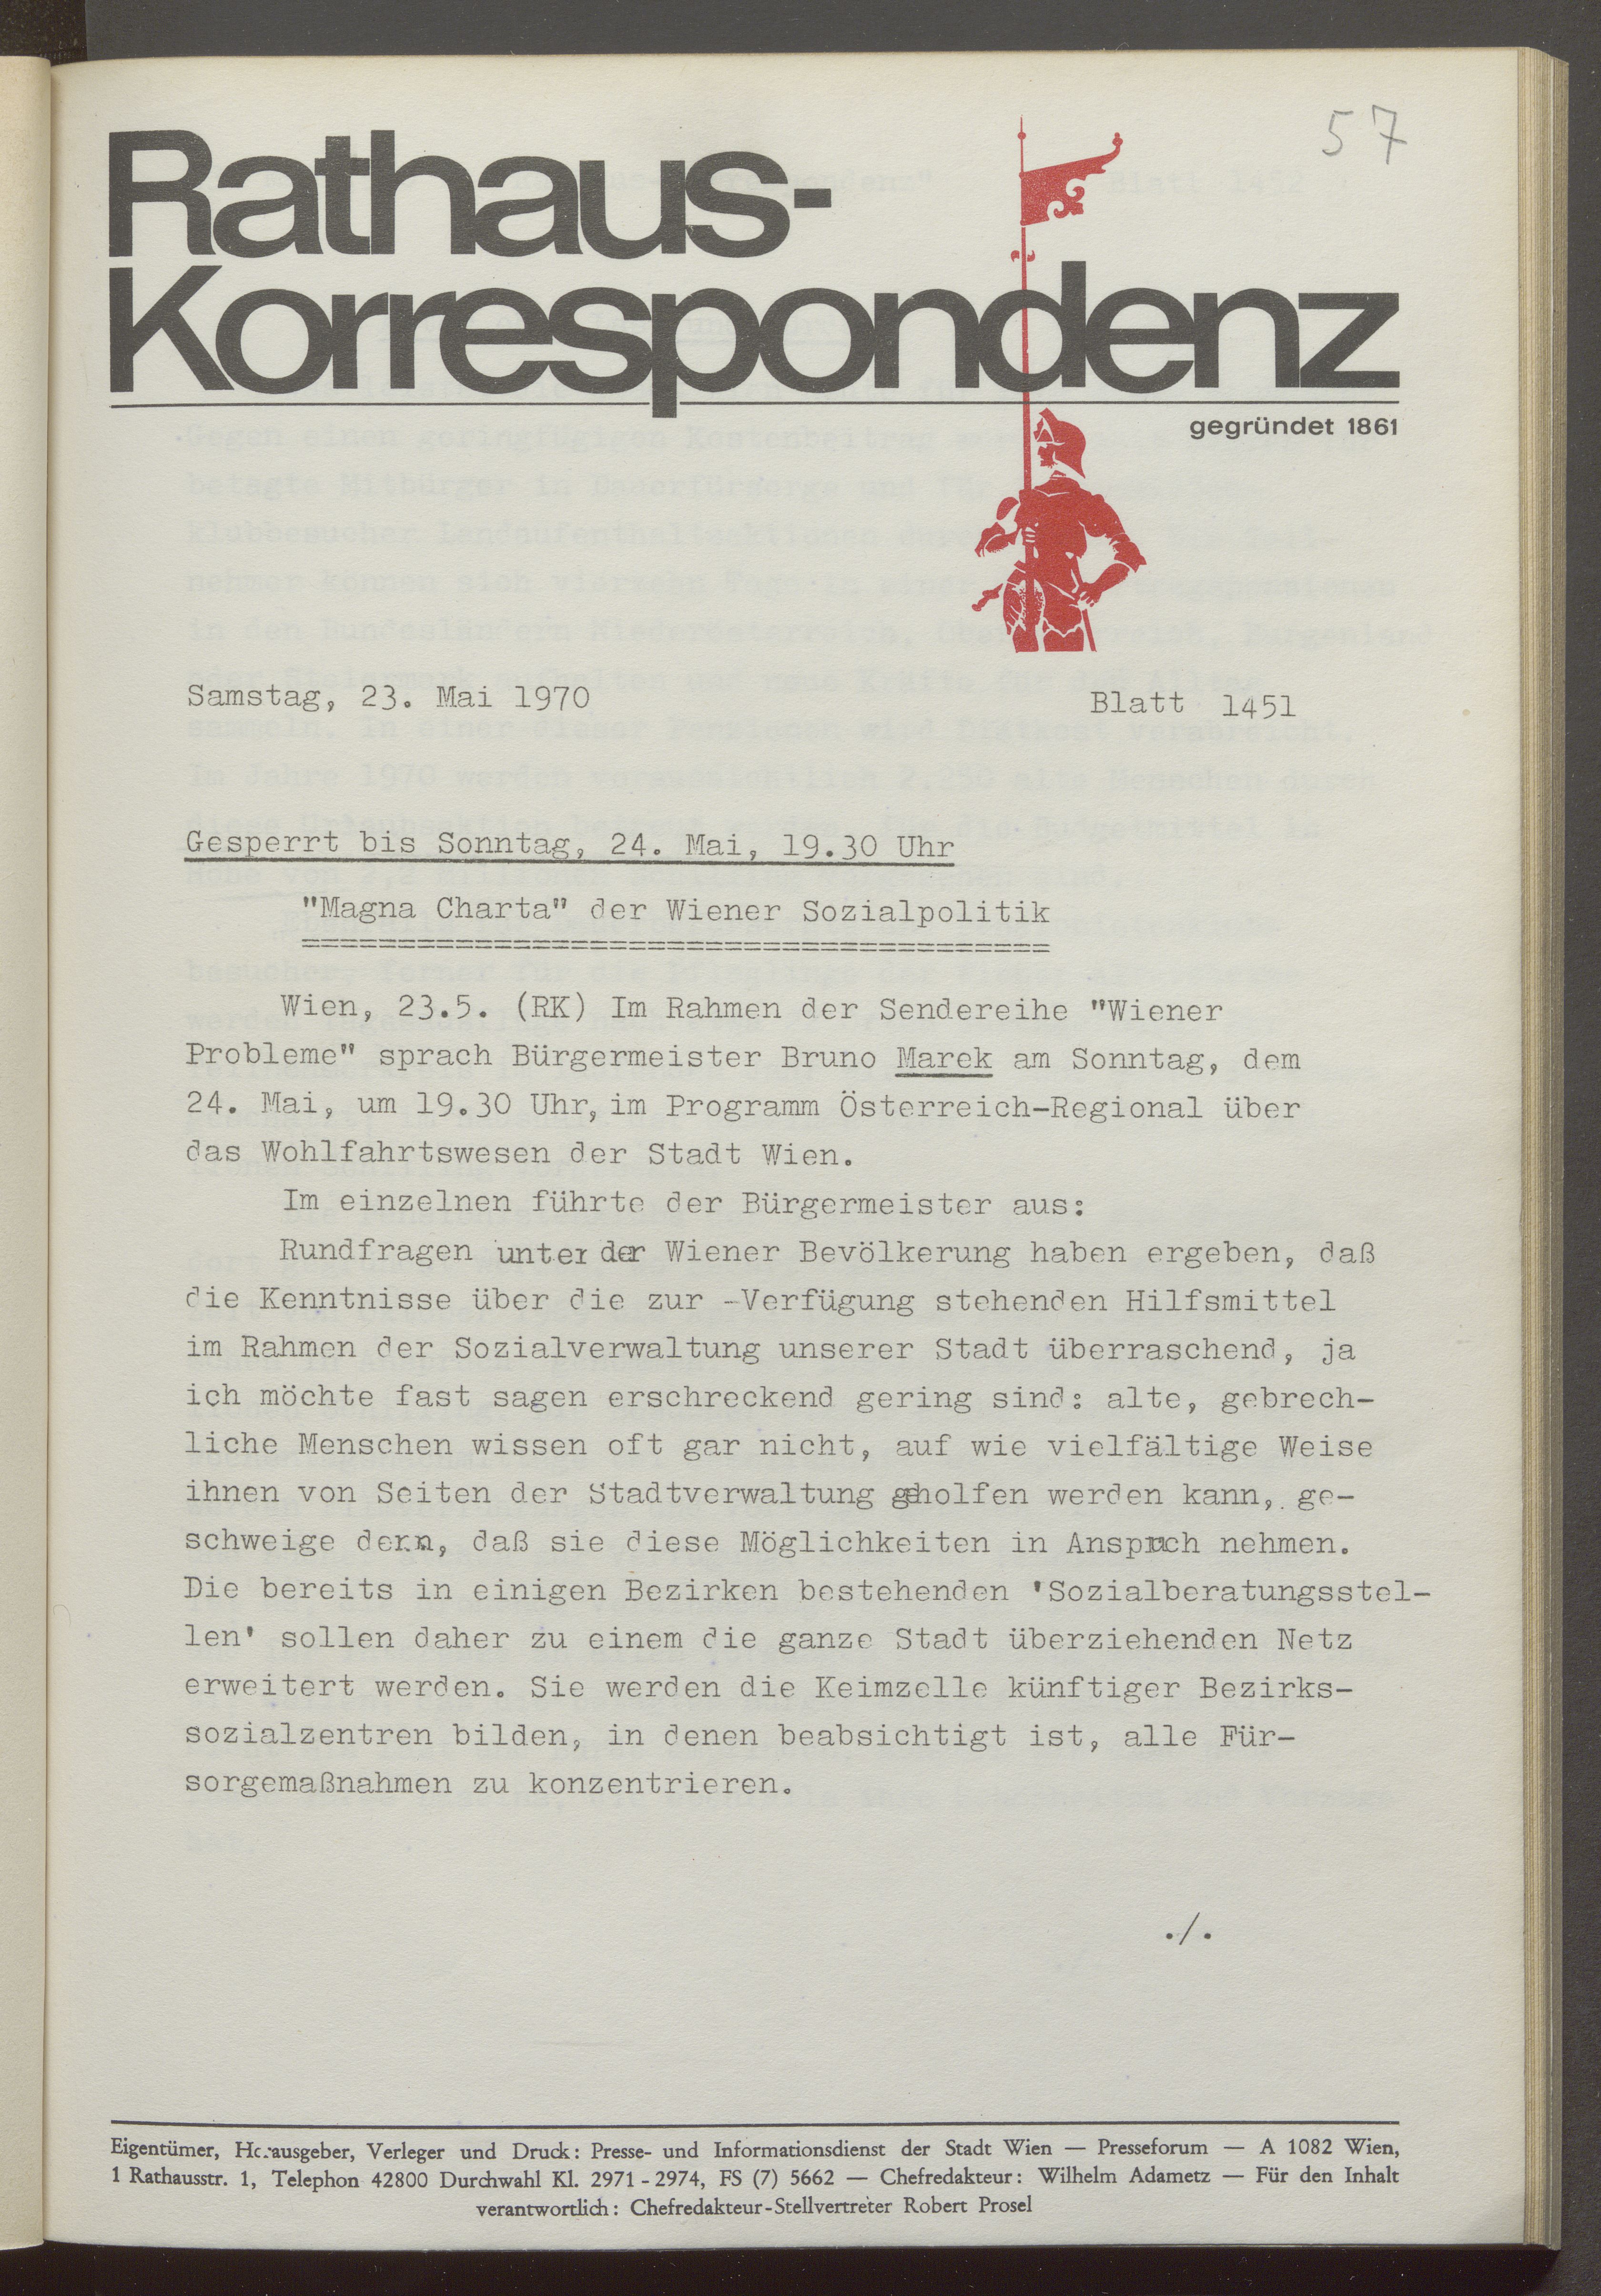 57
Rathaus-
Korrespondenz
gegründet 1861
Samstag, 23. Mai 1970 Blatt 1451
Gesperrt bis Sonntag, 24. Mai, 19.30 Uhr
"Magna Charta" der Wiener Sozialpolitik
=======================================
Wien, 23.5. (RK) Im Rahmen der Sendereihe "Wiener
Probleme" sprach Bürgermeister Bruno Marek am Sonntag, dem
24. Mai, um 19.30 Uhr, im Programm Österreich-Regional über
das Wohlfahrtswesen der Stadt Wien.
Im einzelnen führte der Bürgermeister aus:
Rundfragen unter der Wiener Bevölkerung haben ergeben, daß
die Kenntnisse über die zur -Verfügung stehenden Hilfsmittel
im Rahmen der Sozialverwaltung unserer Stadt überraschend, ja
ich möchte fast sagen erschreckend gering sind: alte, gebrech-
liche Menschen wissen oft gar nicht, auf wie vielfältige Weise
ihnen von Seiten der Stadtverwaltung geholfen werden kann, ge-
schweige denn, daß sie diese Möglichkeiten in Anspruch nehmen.
Die bereits in einigen Bezirken bestehenden 'Sozialberatungsstel-
len' sollen daher zu einem die ganze Stadt überziehenden Netz
erweitert werden. Sie werden die Keimzelle künftiger Bezirks-
sozialzentren bilden, in denen beabsichtigt ist, alle Für-
sorgemaßnahmen zu konzentrieren.
./.
Eigentümer, Herausgeber, Verleger und Druck: Presse- und Informationsdienst der Stadt Wien — Presseforum — A 1082 Wien,
1 Rathausstr. 1, Telephon 42800 Durchwahl Kl. 2971 - 2974, FS (7) 5662 — Chefredakteur: Wilhelm Adametz — Für den Inhalt
verantwortlich: Chefredakteur-Stellvertreter Robert Prosel